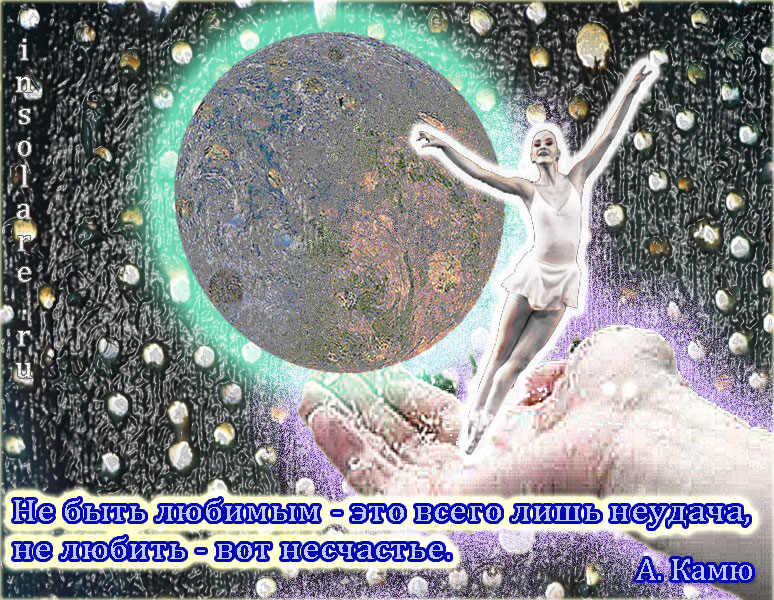 insolare.ru
Не быть любимым - это всего лишь неудача,
не любить - вот несчастье.
А. Камю